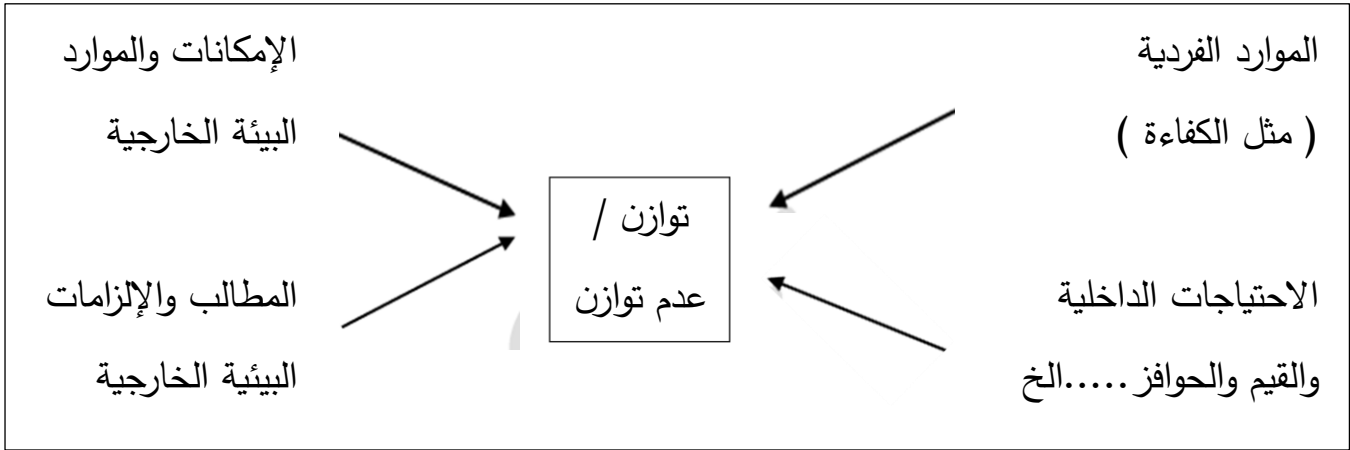 الموارد الفردية
( مثل الكفاءة )
الإمكانات والموارد
البيئة الخارجية
توازن /
عدم توازن
الاحتياجات الداخلية
والقيم والحوافز .....الخ
المطالب والإلزامات
البيئية الخارجية